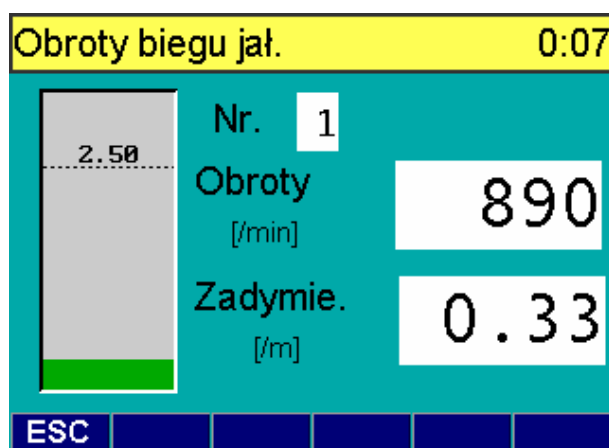 Obroty biegu jał. 0:07
2.50
Nr. 1
Obroty 890
[/min]
Zadymie. 0.33
[/m]
ESC